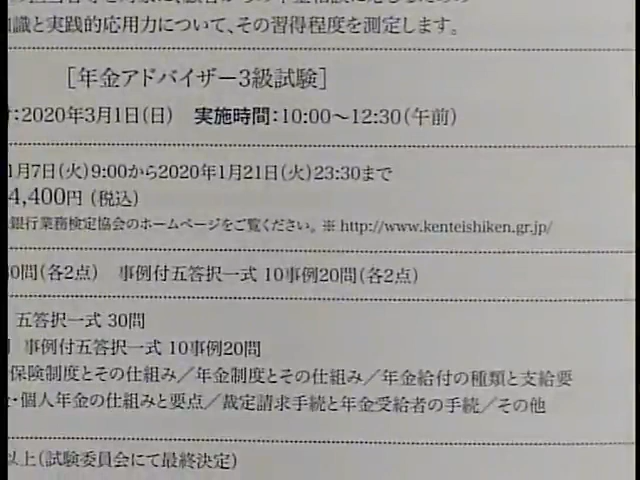 識と実践的応用力について、その習得程度を測定します。
[年金アドバイザー3級試験]
:2020年3月1日(日) 実施時間:10:00〜12:30(午前)
1月7日(火)9:00から2020年1月21日(火)23:30まで
4,400円 (税込)
銀行業務検定協会のホームページをご覧ください。 ※ http://www.kenteishiken.gr.jp/
0問(各2点) 事例付五答択一式 10事例20問(各2点)
五答択一式 30問
事例付五答択一式 10事例20問
保険制度とその仕組み/年金制度とその仕組み/年金給付の種類と支給要
・個人年金の仕組みと要点/裁定請求手続と年金受給者の手続/その他
以上(試験委員会にて最終決定)